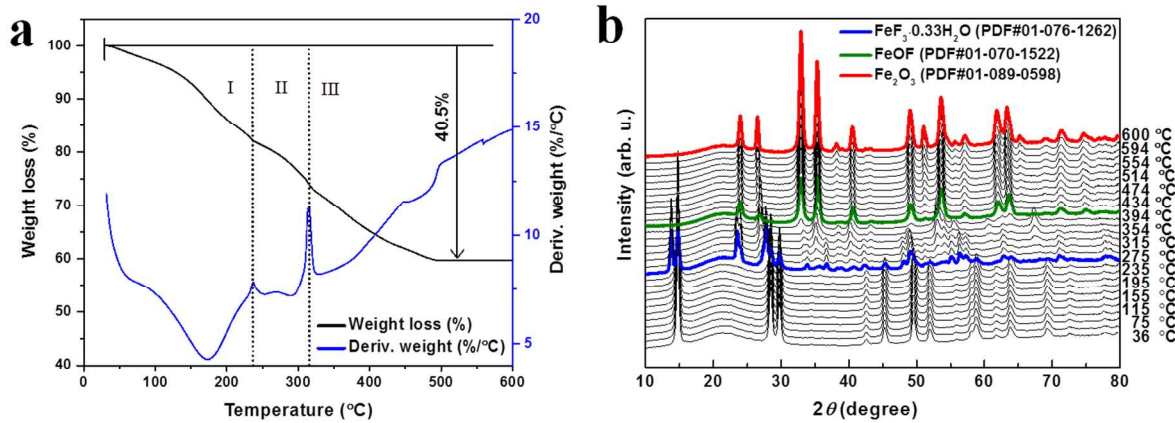 a
Weight loss (%)
100
90
80
70
60
50
40
I
II
III
40.5%
Weight loss (%)
Deriv. weight (%/°C)
20
15
10
5
Deriv. weight (%/°C)
0
100
200
300
400
500
600
Temperature (°C)
b
Intensity (arb. u.)
FeF₃·0.33H₂O (PDF#01-076-1262)
FeOF (PDF#01-070-1522)
Fe₂O₃ (PDF#01-089-0598)
600 °C
594 °C
554 °C
514 °C
474 °C
434 °C
394 °C
354 °C
315 °C
275 °C
235 °C
195 °C
155 °C
115 °C
75 °C
36 °C
10
20
30
40
50
60
70
80
2θ (degree)